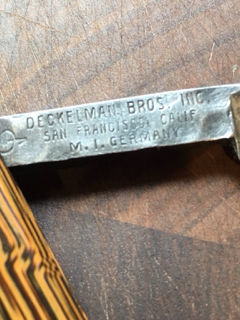 DECKELMAN BROS., INC.
SAN FRANCISCO, CALIF.
M. I. GERMANY